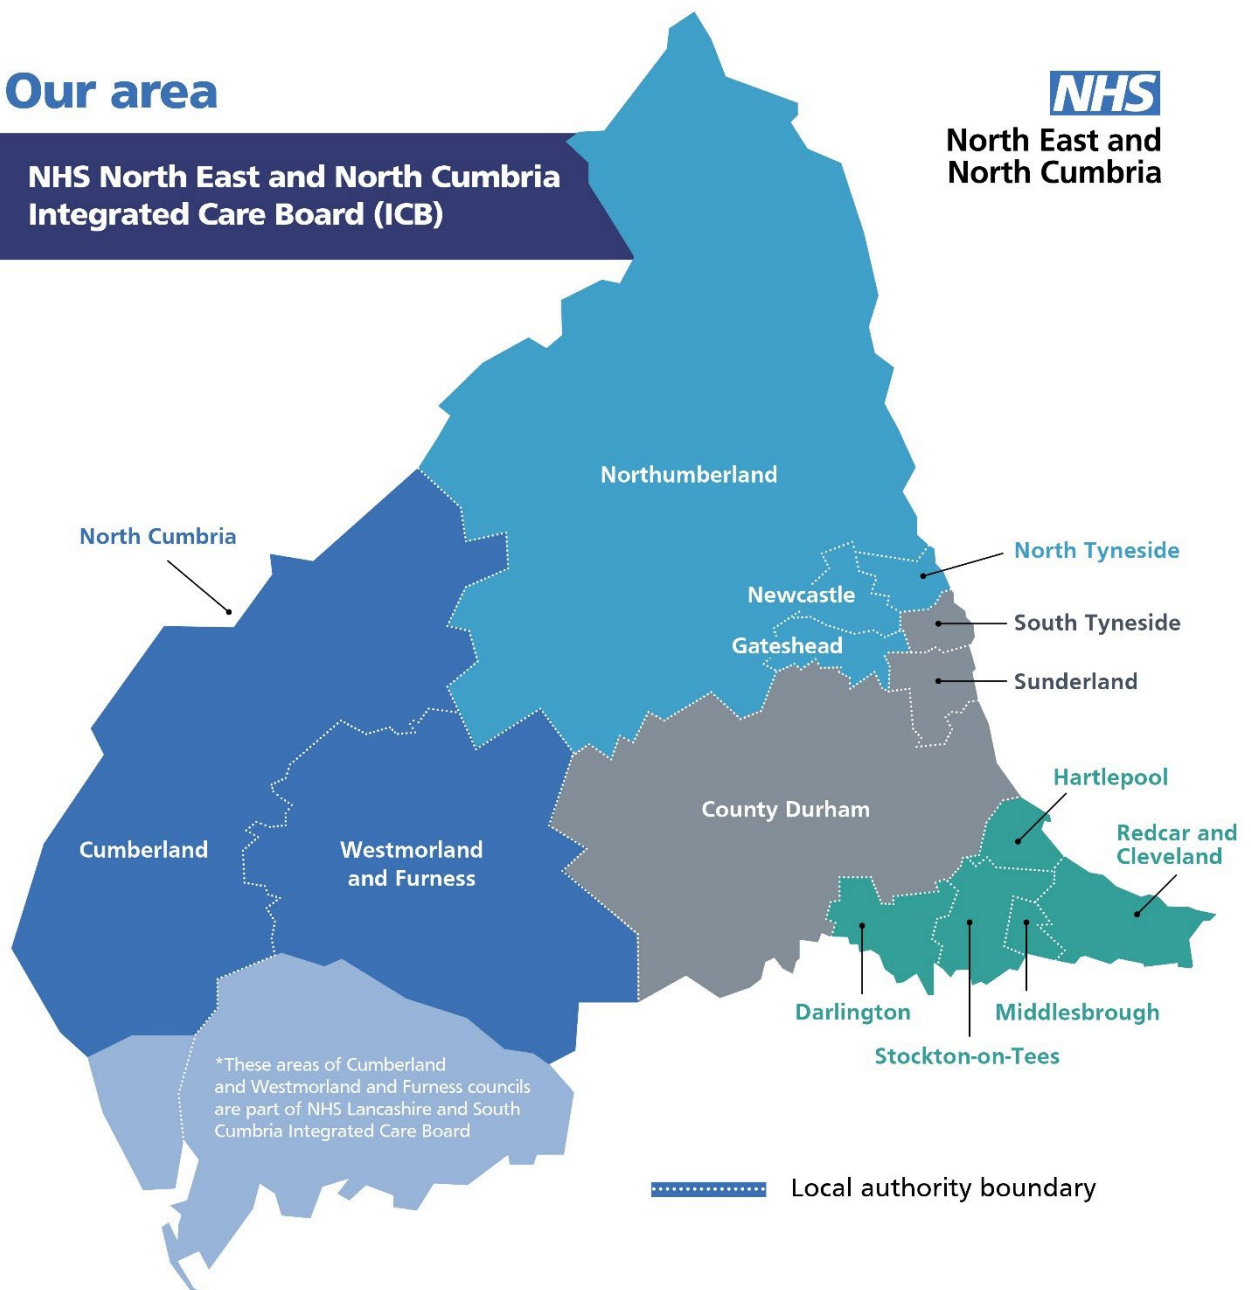 Our area
NHS
North East and
North Cumbria
NHS North East and North Cumbria
Integrated Care Board (ICB)
Northumberland
North Cumbria
North Tyneside
Newcastle
South Tyneside
Gateshead
Sunderland
Hartlepool
County Durham
Redcar and
Cleveland
Cumberland
Westmorland
and Furness
Darlington
Middlesbrough
Stockton-on-Tees
*These areas of Cumberland
and Westmorland and Furness councils
are part of NHS Lancashire and South
Cumbria Integrated Care Board
Local authority boundary